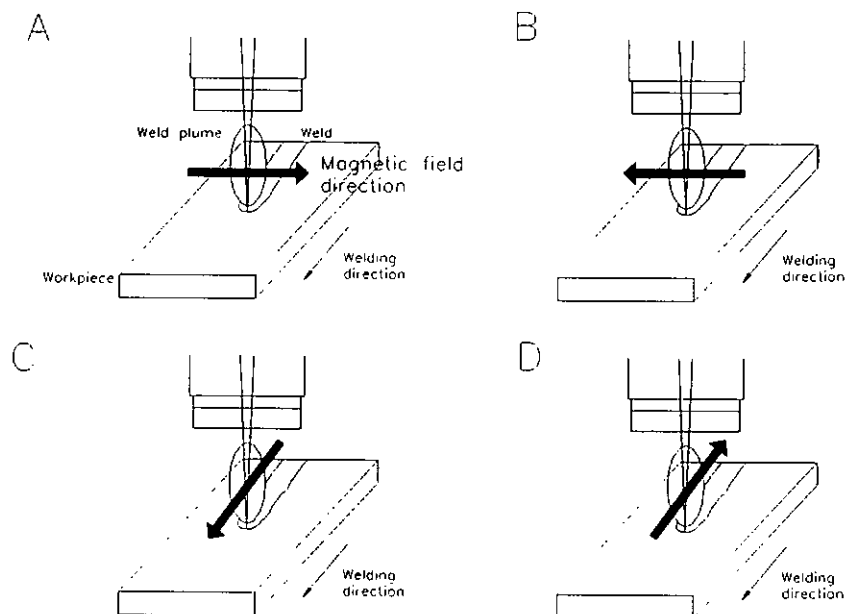 A
Weld plume
Weld
Magnetic field
direction
Workpiece
Welding
direction
B
Welding
direction
C
Welding
direction
D
Welding
direction